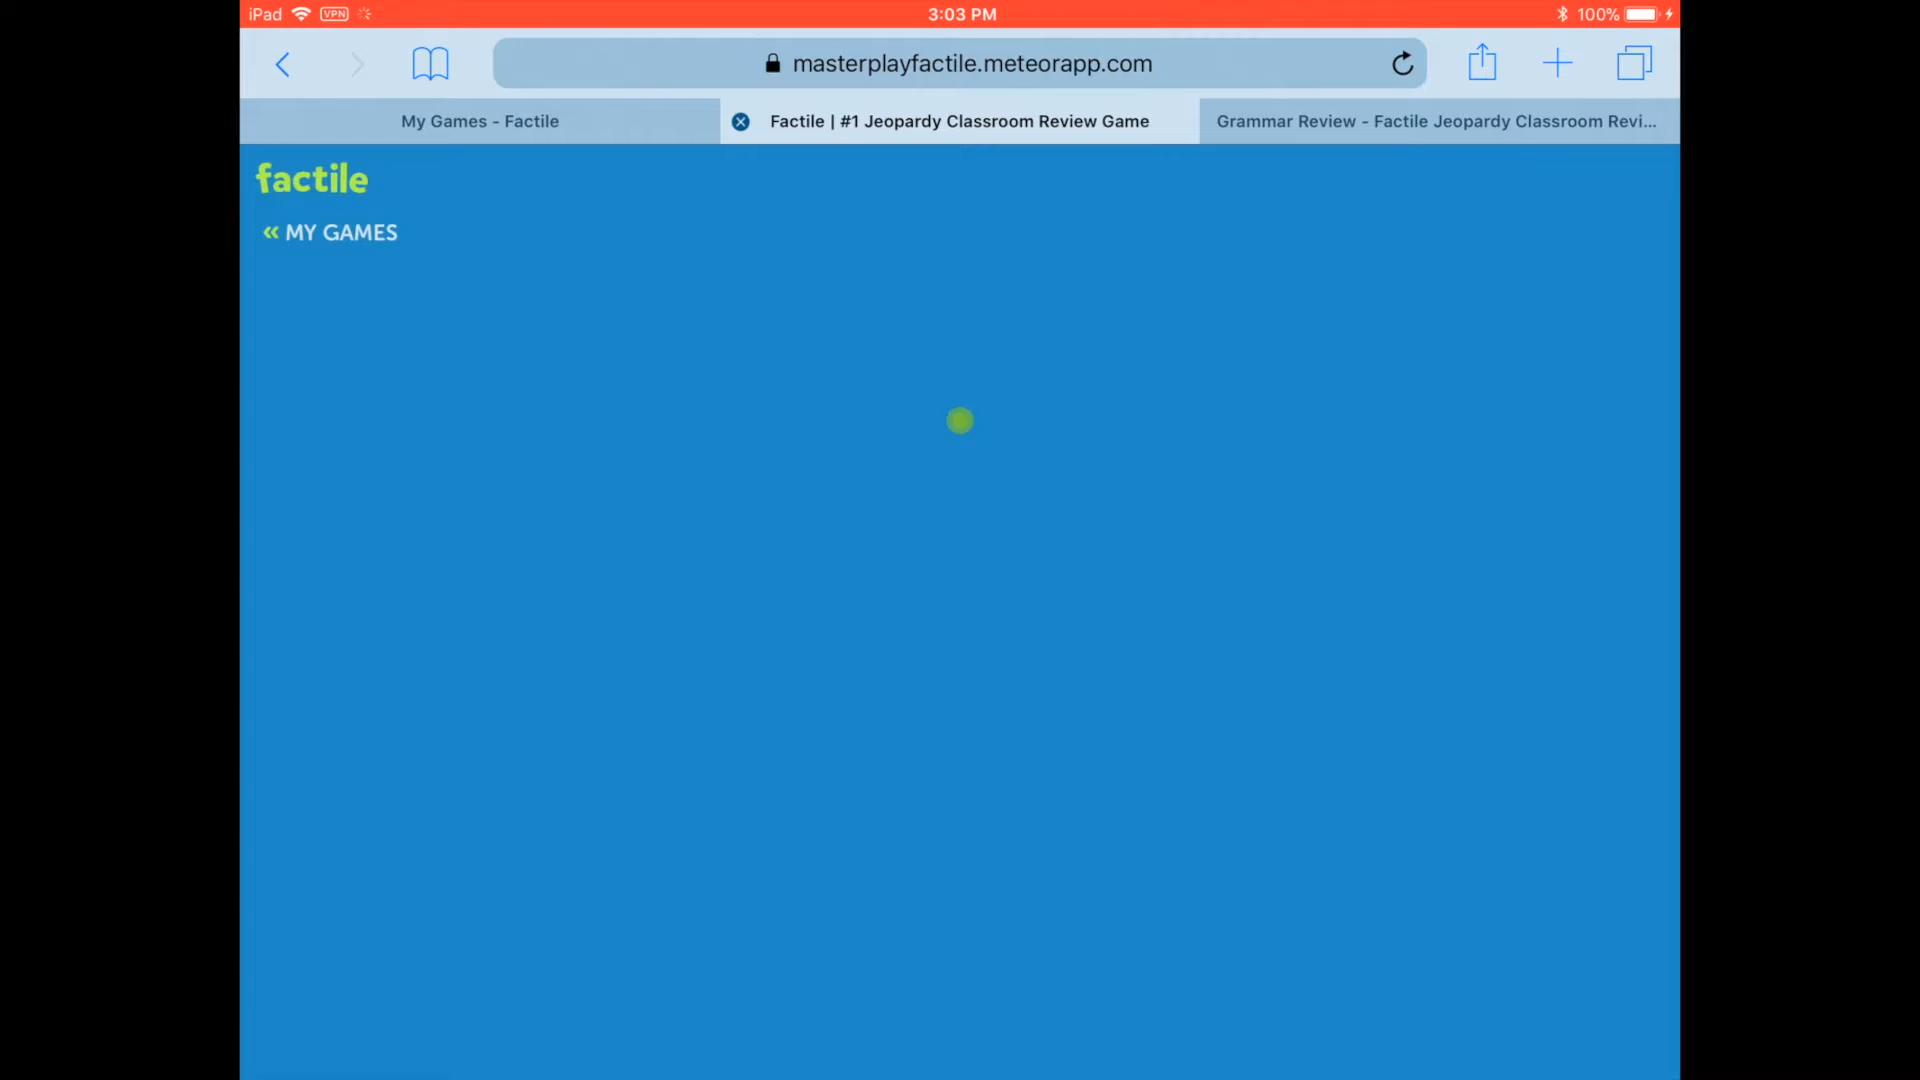 iPad VPN 3:03 PM 100%
masterplayfactile.meteorapp.com
My Games - Factile
Factile | #1 Jeopardy Classroom Review Game
Grammar Review - Factile Jeopardy Classroom Revi...
factile
« MY GAMES